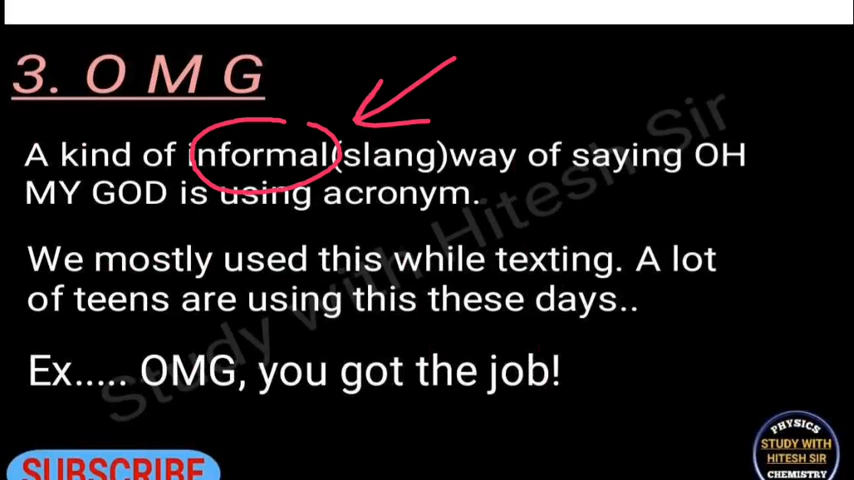 3. O M G
A kind of informal(slang)way of saying OH
MY GOD is using acronym.
We mostly used this while texting. A lot
of teens are using this these days..
Ex..... OMG, you got the job!
Study with Hitesh Sir
SUBSCRIBE
PHYSICS
STUDY WITH
HITESH SIR
CHEMISTRY